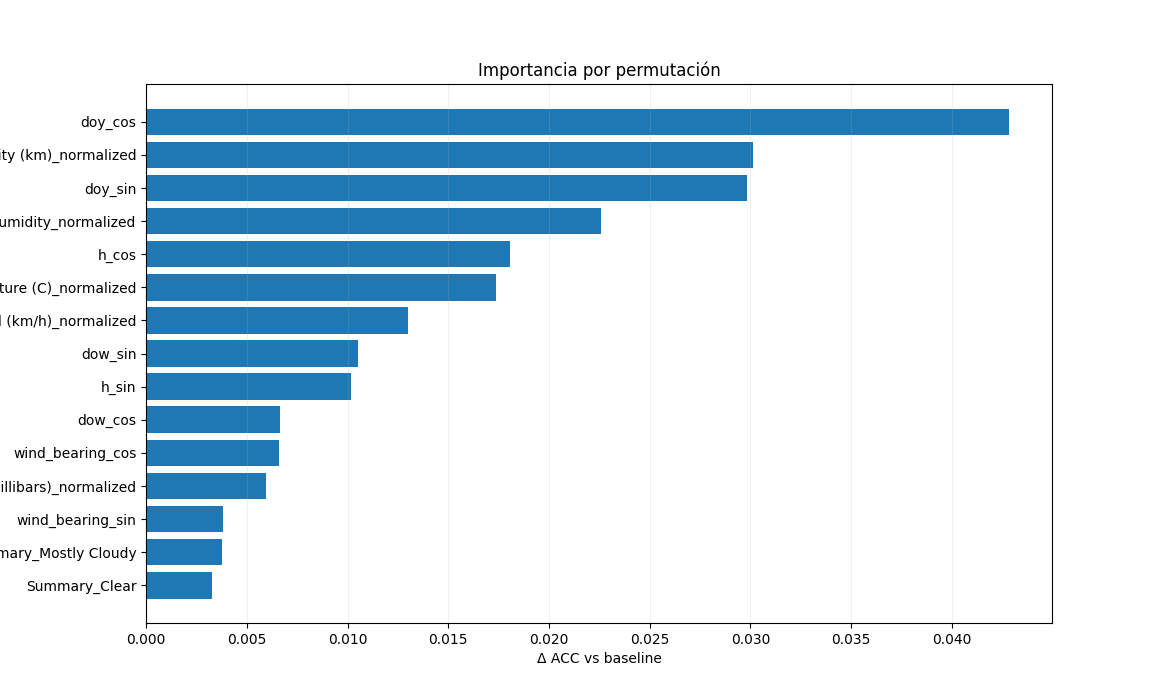 Importancia por permutación
doy_cos
ity (km)_normalized
doy_sin
umidity_normalized
h_cos
ture (C)_normalized
(km/h)_normalized
dow_sin
h_sin
dow_cos
wind_bearing_cos
illibars)_normalized
wind_bearing_sin
mary_Mostly Cloudy
Summary_Clear
0.000 0.005 0.010 0.015 0.020 0.025 0.030 0.035 0.040
Δ ACC vs baseline